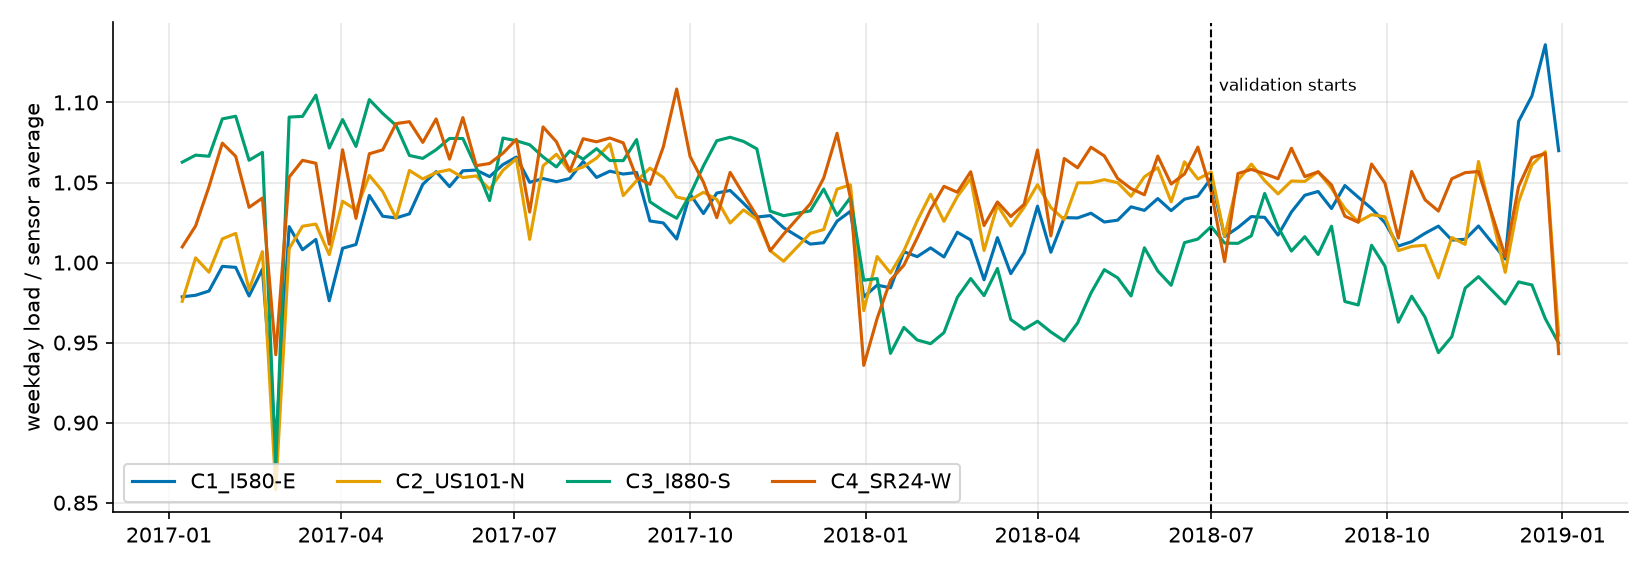 weekday load / sensor average
1.10
1.05
1.00
0.95
0.90
0.85
validation starts
C1_I580-E C2_US101-N C3_I880-S C4_SR24-W
2017-01 2017-04 2017-07 2017-10 2018-01 2018-04 2018-07 2018-10 2019-01